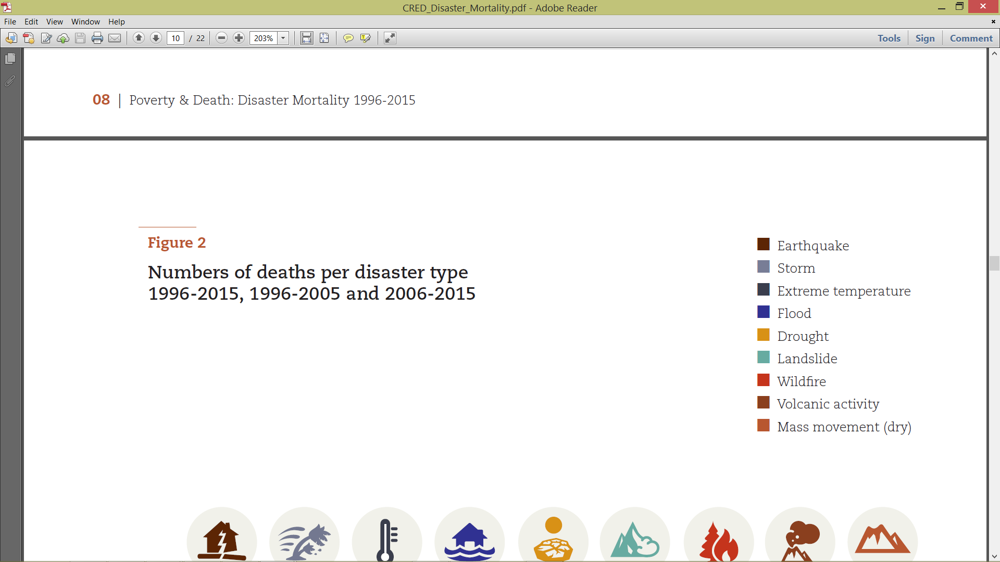 CRED_Disaster_Mortality.pdf - Adobe Reader
File Edit View Window Help
10 / 22 203% Tools Sign Comment
08 | Poverty & Death: Disaster Mortality 1996-2015
Figure 2
Numbers of deaths per disaster type
1996-2015, 1996-2005 and 2006-2015
Earthquake
Storm
Extreme temperature
Flood
Drought
Landslide
Wildfire
Volcanic activity
Mass movement (dry)